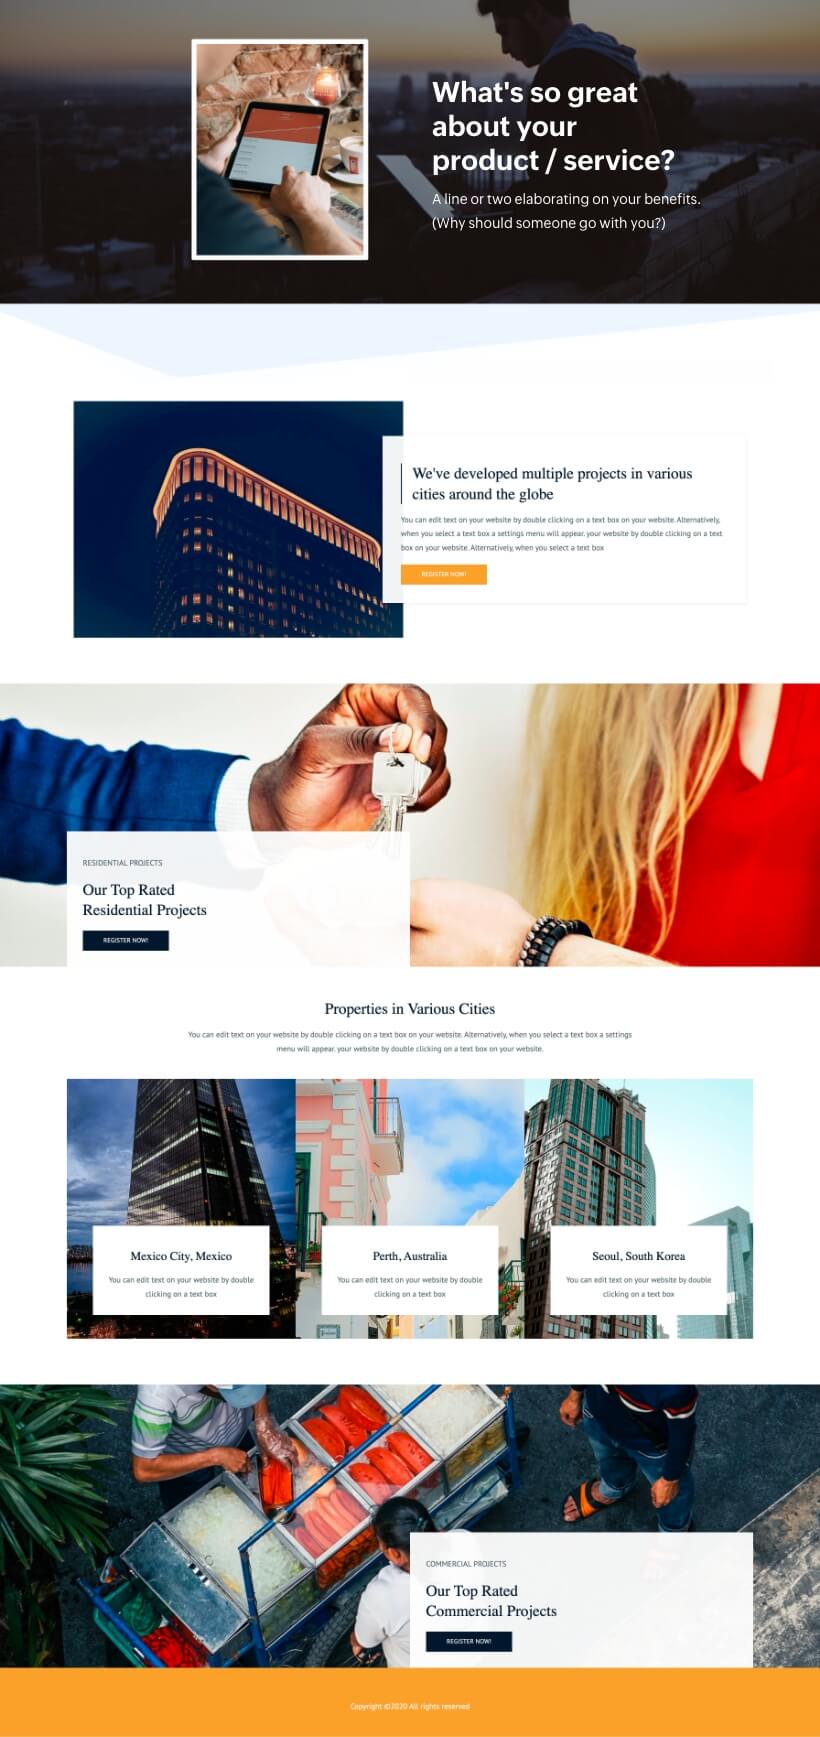 What's so great
about your
product / service?
A line or two elaborating on your benefits.
(Why should someone go with you?)
We've developed multiple projects in various
cities around the globe
You can edit text on your website by double clicking on a text box on your website. Alternatively,
when you select a text box a settings menu will appear. your website by double clicking on a text
box on your website. Alternatively, when you select a text box
REGISTER NOW!
RESIDENTIAL PROJECTS
Our Top Rated
Residential Projects
REGISTER NOW!
Properties in Various Cities
You can edit text on your website by double clicking on a text box on your website. Alternatively, when you select a text box a settings
menu will appear. your website by double clicking on a text box on your website.
Mexico City, Mexico
You can edit text on your website by double
clicking on a text box
Perth, Australia
You can edit text on your website by double
clicking on a text box
Seoul, South Korea
You can edit text on your website by double
clicking on a text box
COMMERCIAL PROJECTS
Our Top Rated
Commercial Projects
REGISTER NOW!
Copyright ©2020 All rights reserved